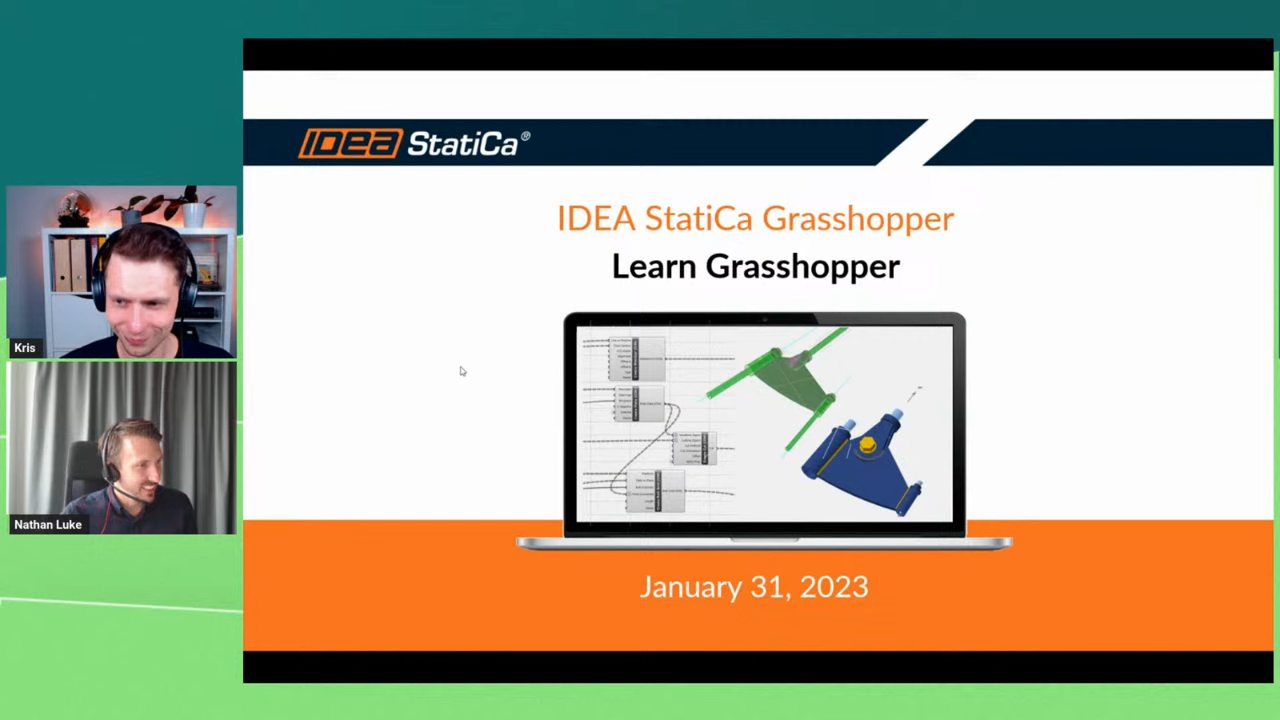 IDEA StatiCa®
IDEA StatiCa Grasshopper
Learn Grasshopper
January 31, 2023
Kris
Nathan Luke